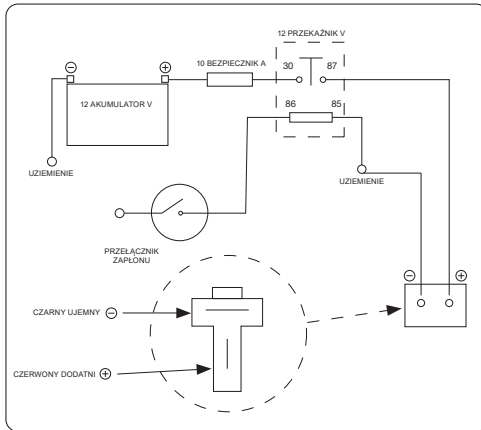 12 PRZEKAŹNIK V
10 BEZPIECZNIK A
30 87
⊖ ⊕
12 AKUMULATOR V
86 85
UZIEMIENIE
UZIEMIENIE
PRZEŁĄCZNIK
ZAPŁONU
⊖ ⊕
CZARNY UJEMNY ⊖
CZERWONY DODATNI ⊕